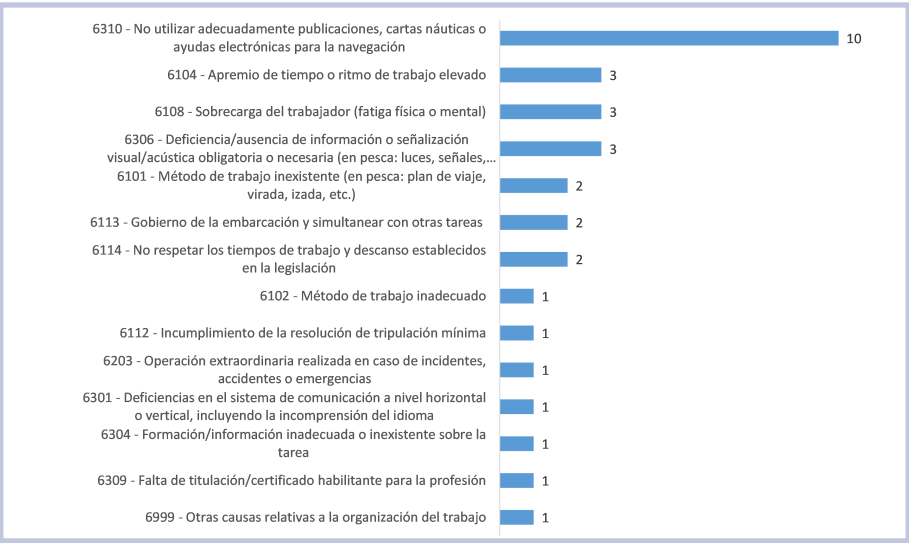 6310 - No utilizar adecuadamente publicaciones, cartas náuticas o
ayudas electrónicas para la navegación
10
6104 - Apremio de tiempo o ritmo de trabajo elevado
3
6108 - Sobrecarga del trabajador (fatiga física o mental)
3
6306 - Deficiencia/ausencia de información o señalización
visual/acústica obligatoria o necesaria (en pesca: luces, señales,...
3
6101 - Método de trabajo inexistente (en pesca: plan de viaje,
virada, izada, etc.)
2
6113 - Gobierno de la embarcación y simultanear con otras tareas
2
6114 - No respetar los tiempos de trabajo y descanso establecidos
en la legislación
2
6102 - Método de trabajo inadecuado
1
6112 - Incumplimiento de la resolución de tripulación mínima
1
6203 - Operación extraordinaria realizada en caso de incidentes,
accidentes o emergencias
1
6301 - Deficiencias en el sistema de comunicación a nivel horizontal
o vertical, incluyendo la incomprensión del idioma
1
6304 - Formación/información inadecuada o inexistente sobre la
tarea
1
6309 - Falta de titulación/certificado habilitante para la profesión
1
6999 - Otras causas relativas a la organización del trabajo
1